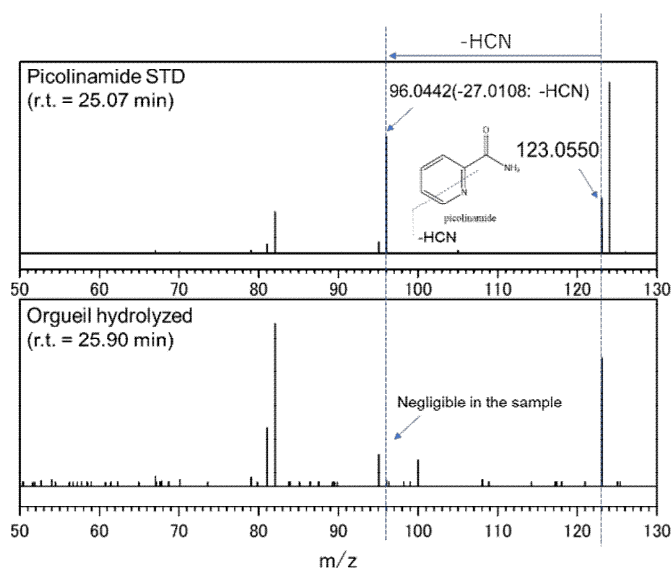 -HCN
Picolinamide STD
(r.t. = 25.07 min)
96.0442(-27.0108: -HCN)
123.0550
O
NH₂
N
picolinamide
-HCN
50 60 70 80 90 100 110 120 130
Orgueil hydrolyzed
(r.t. = 25.90 min)
Negligible in the sample
50 60 70 80 90 100 110 120 130
m/z